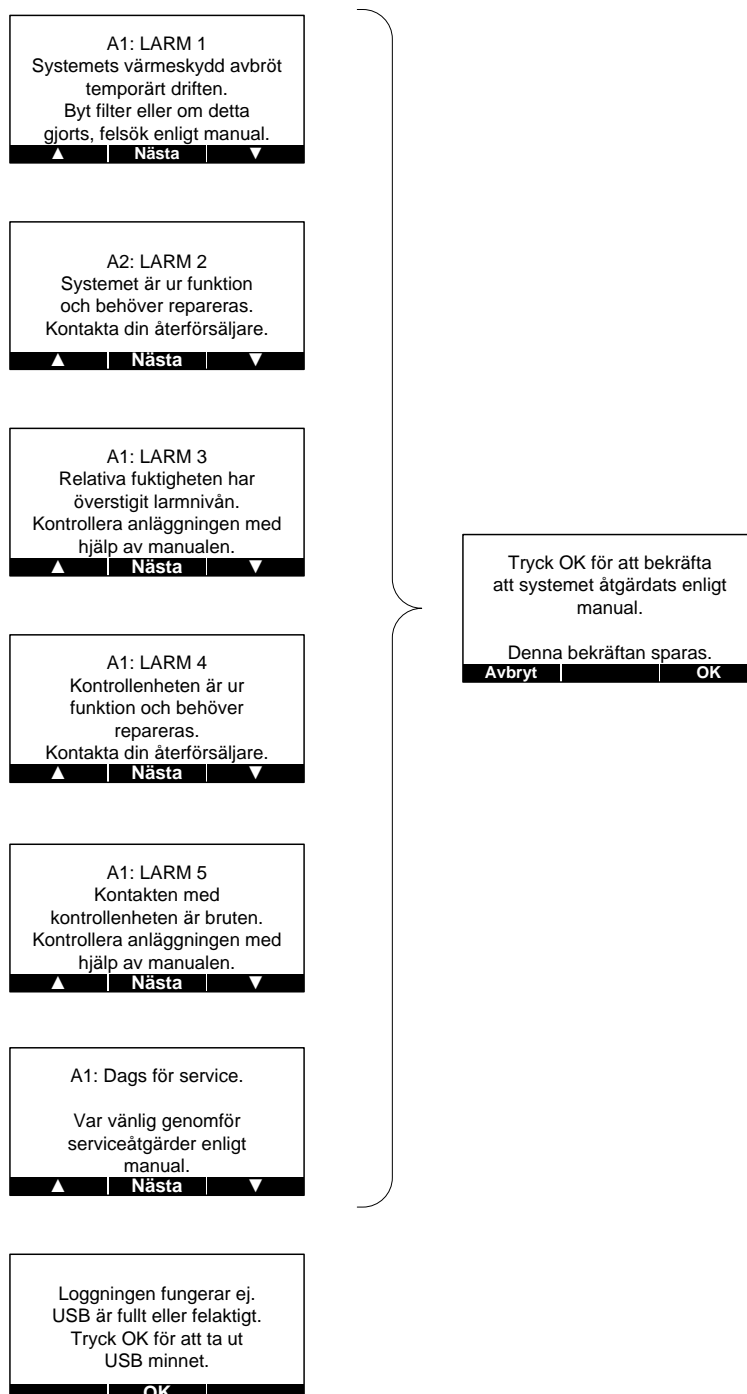 A1: LARM 1
Systemets värmeskydd avbröt
temporärt driften.
Byt filter eller om detta
gjorts, felsök enligt manual.
▲ Nästa ▼
A2: LARM 2
Systemet är ur funktion
och behöver repareras.
Kontakta din återförsäljare.
▲ Nästa ▼
A1: LARM 3
Relativa fuktigheten har
överstigit larmnivån.
Kontrollera anläggningen med
hjälp av manualen.
▲ Nästa ▼
A1: LARM 4
Kontrollenheten är ur
funktion och behöver
repareras.
Kontakta din återförsäljare.
▲ Nästa ▼
A1: LARM 5
Kontakten med
kontrollenheten är bruten.
Kontrollera anläggningen med
hjälp av manualen.
▲ Nästa ▼
A1: Dags för service.
Var vänlig genomför
serviceåtgärder enligt
manual.
▲ Nästa ▼
Loggningen fungerar ej.
USB är fullt eller felaktigt.
Tryck OK för att ta ut
USB minnet.
OK
Tryck OK för att bekräfta
att systemet åtgärdats enligt
manual.
Denna bekräftan sparas.
Avbryt OK